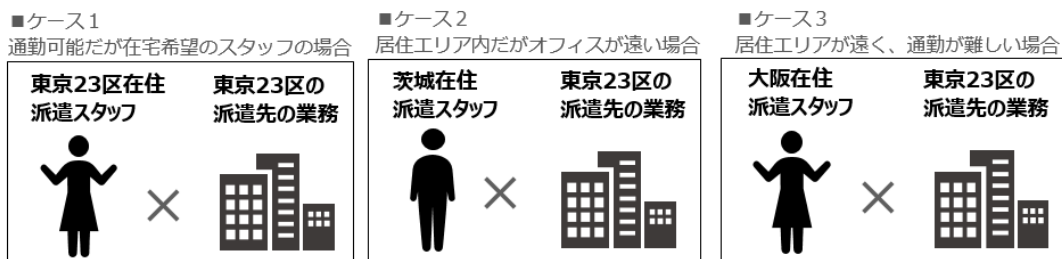 ■ケース１
通勤可能だが在宅希望のスタッフの場合
東京23区在住
派遣スタッフ
東京23区の
派遣先の業務
■ケース２
居住エリア内だがオフィスが遠い場合
茨城在住
派遣スタッフ
東京23区の
派遣先の業務
■ケース３
居住エリアが遠く、通勤が難しい場合
大阪在住
派遣スタッフ
東京23区の
派遣先の業務